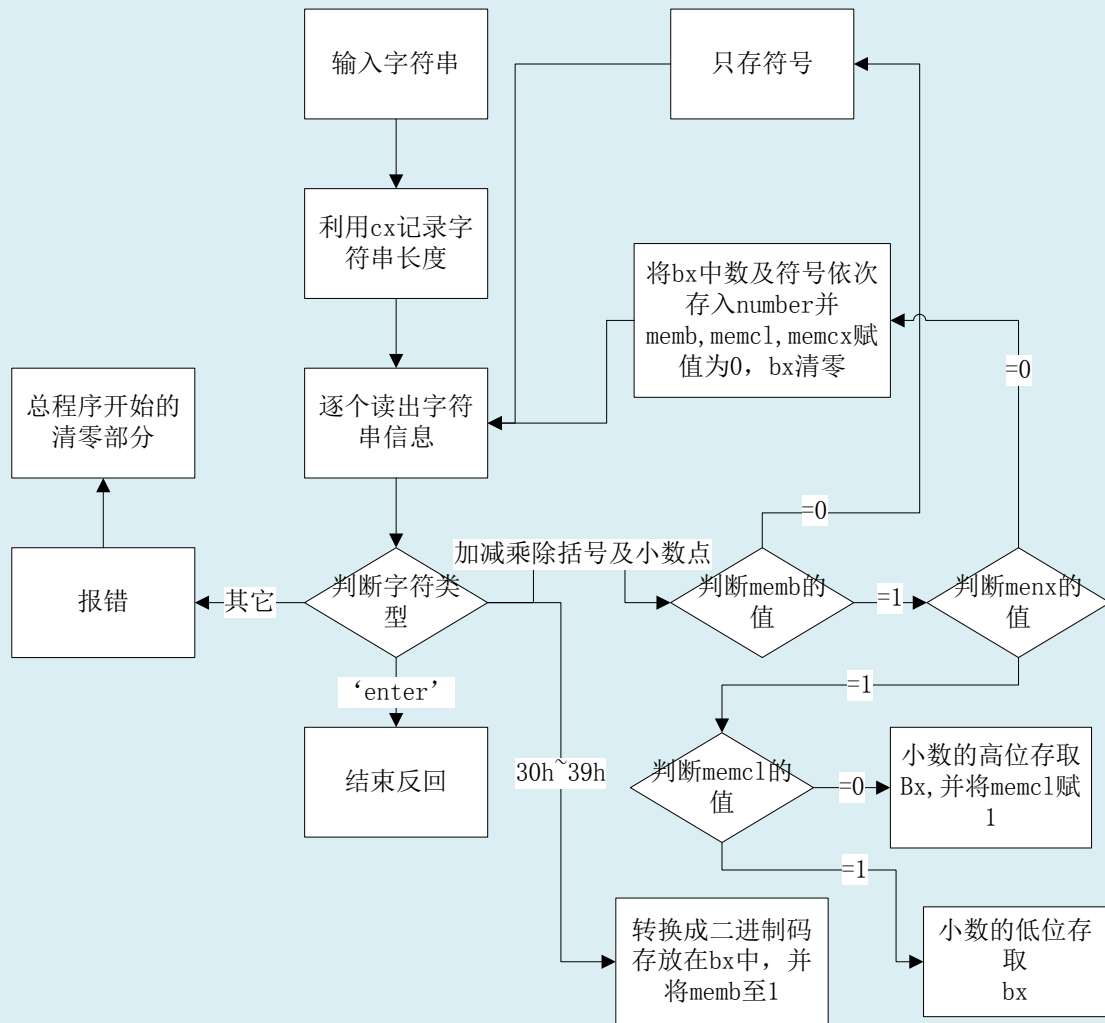 输入字符串
只存符号
利用cx记录字
符串长度
将bx中数及符号依次
存入number并
memb,memcl,memcx赋
值为0，bx清零
=0
总程序开始的
清零部分
逐个读出字符
串信息
=0
加减乘除括号及小数点
报错
其它
判断字符类
型
判断memb的
值
=1
判断menx的
值
‘enter’
=1
结束反回
30h~39h
判断memcl的
值
=0
小数的高位存取
Bx,并将memcl赋
1
=1
转换成二进制码
存放在bx中，并
将memb至1
小数的低位存
取
bx